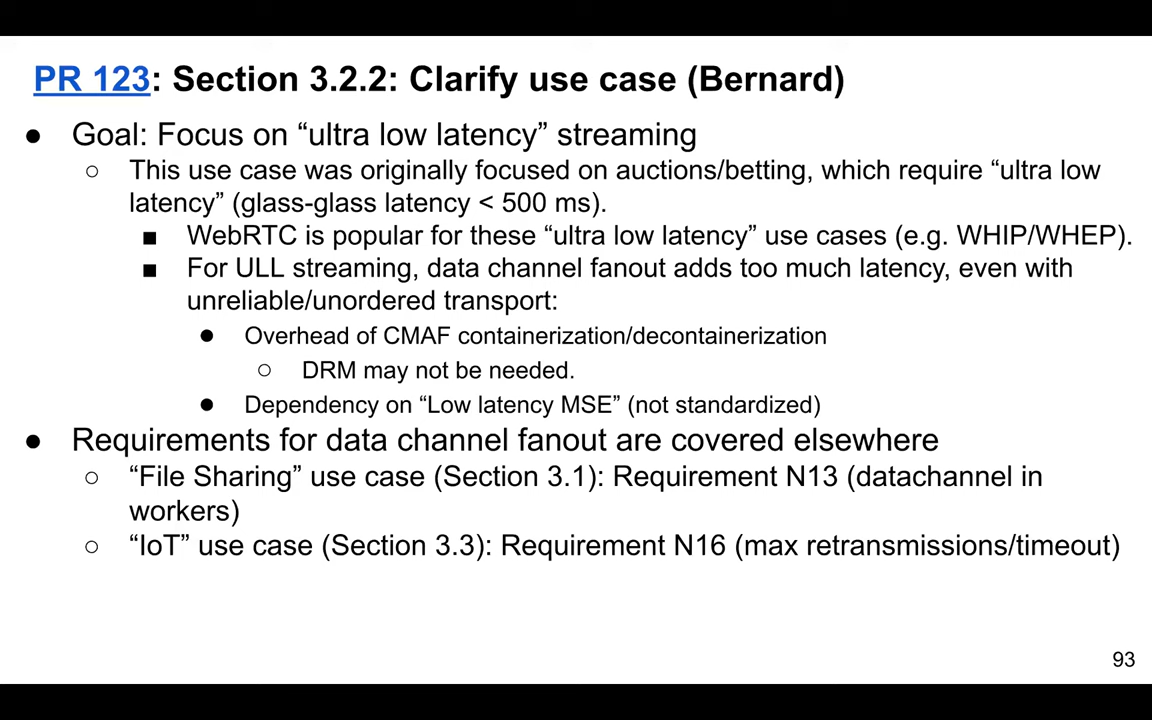 PR 123: Section 3.2.2: Clarify use case (Bernard)
● Goal: Focus on “ultra low latency” streaming
○ This use case was originally focused on auctions/betting, which require “ultra low
latency” (glass-glass latency < 500 ms).
■ WebRTC is popular for these “ultra low latency” use cases (e.g. WHIP/WHEP).
■ For ULL streaming, data channel fanout adds too much latency, even with
unreliable/unordered transport:
● Overhead of CMAF containerization/decontainerization
○ DRM may not be needed.
● Dependency on “Low latency MSE” (not standardized)
● Requirements for data channel fanout are covered elsewhere
○ “File Sharing” use case (Section 3.1): Requirement N13 (datachannel in
workers)
○ “IoT” use case (Section 3.3): Requirement N16 (max retransmissions/timeout)
93